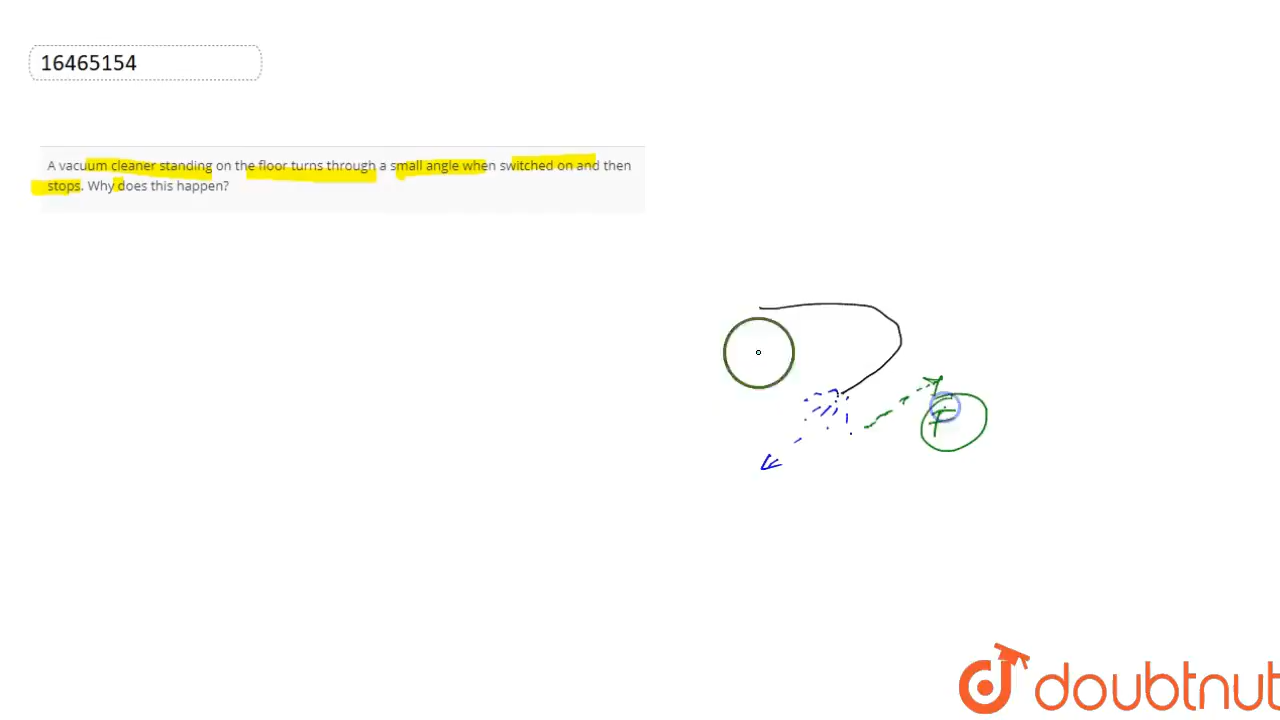 16465154
A vacuum cleaner standing on the floor turns through a small angle when switched on and then
stops. Why does this happen?
F
doubtnut